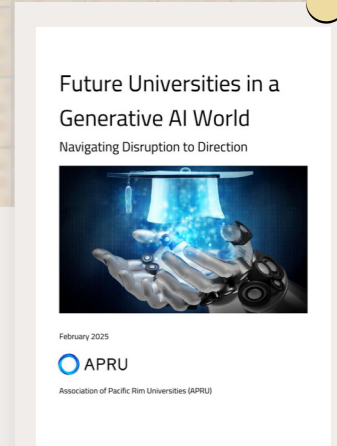 Future Universities in a
Generative AI World
Navigating Disruption to Direction
February 2025
APRU
Association of Pacific Rim Universities (APRU)